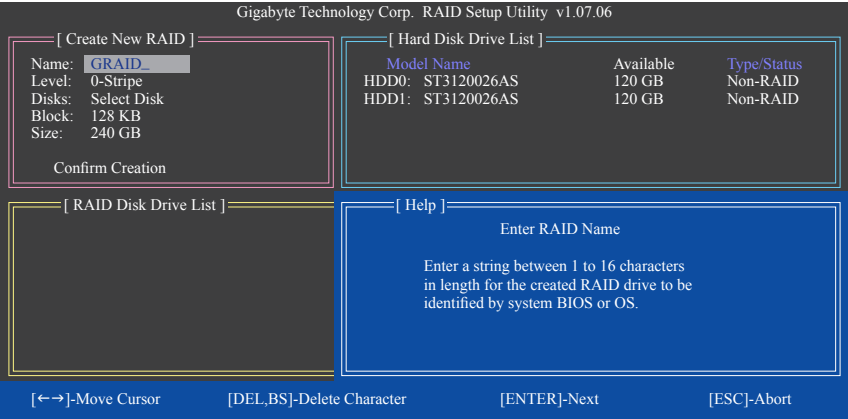 Gigabyte Technology Corp. RAID Setup Utility v1.07.06
[ Create New RAID ]
Name: GRAID_
Level: 0-Stripe
Disks: Select Disk
Block: 128 KB
Size: 240 GB
Confirm Creation
[ Hard Disk Drive List ]
Model Name Available Type/Status
HDD0: ST3120026AS 120 GB Non-RAID
HDD1: ST3120026AS 120 GB Non-RAID
[ RAID Disk Drive List ]
[ Help ]
Enter RAID Name
Enter a string between 1 to 16 characters
in length for the created RAID drive to be
identified by system BIOS or OS.
[←→]-Move Cursor [DEL,BS]-Delete Character [ENTER]-Next [ESC]-Abort